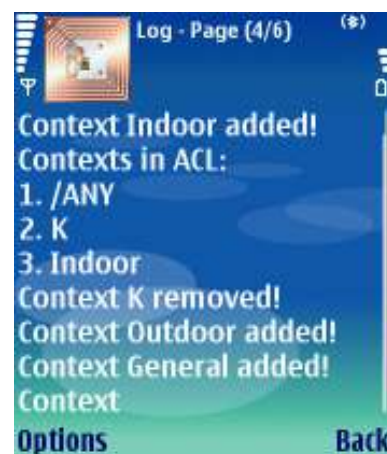 Log - Page (4/6)
Context Indoor added!
Contexts in ACL:
1. /ANY
2. K
3. Indoor
Context K removed!
Context Outdoor added!
Context General added!
Context
Options Back